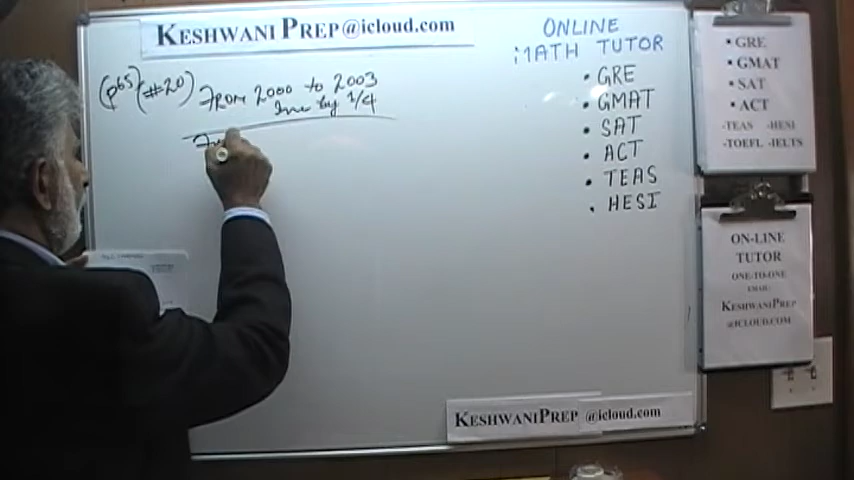 KESHWANI PREP@icloud.com
(P65) (#20) FROM 2000 to 2003
Inc by 1/4
ONLINE
MATH TUTOR
• GRE
• GMAT
• SAT
• ACT
• TEAS
• HESI
• GRE
• GMAT
• SAT
• ACT
-TEAS -HESI
-TOEFL -IELTS
ON-LINE
TUTOR
ONE-TO-ONE
EMAIL:
KESHWANIPREP
@ICLOUD.COM
KESHWANIPREP @icloud.com